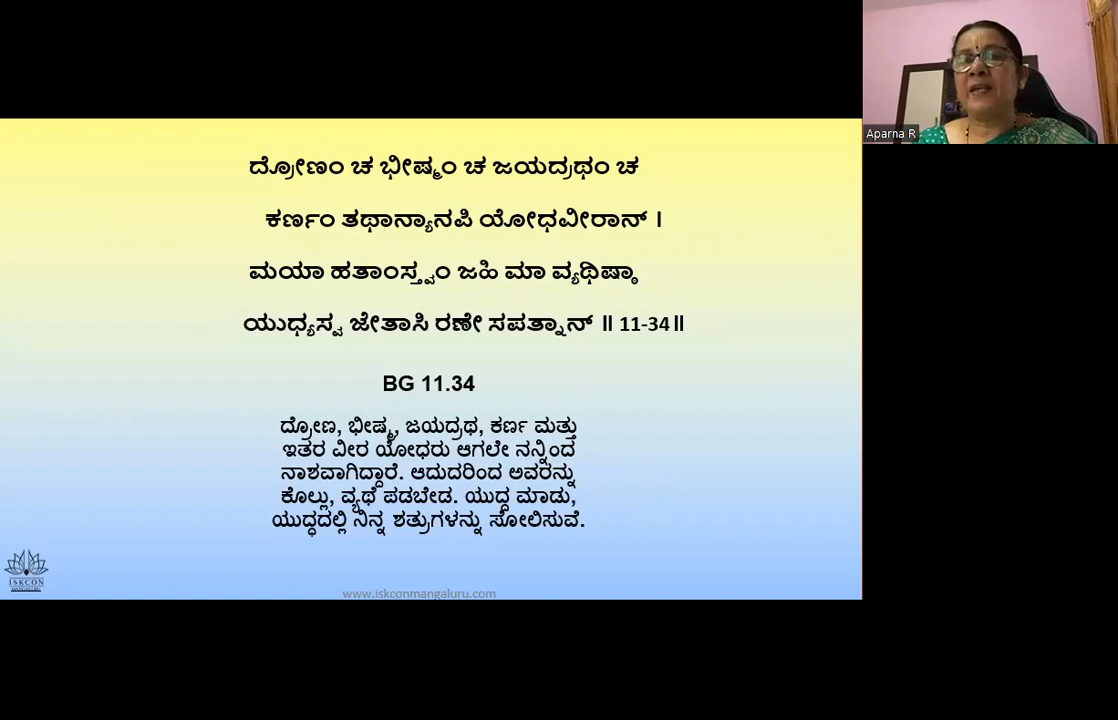 ದ್ರೋಣಂ ಚ ಭೀಷ್ಮಂ ಚ ಜಯದ್ರಥಂ ಚ
ಕರ್ಣಂ ತಥಾನ್ಯಾನಪಿ ಯೋಧವೀರಾನ್ ।
ಮಯಾ ಹತಾಂಸ್ತ್ವಂ ಜಹಿ ಮಾ ವ್ಯಥಿಷ್ಠಾ
ಯುಧ್ಯಸ್ವ ಜೇತಾಸಿ ರಣೇ ಸಪತ್ನಾನ್ ॥ 11-34॥
BG 11.34
ದ್ರೋಣ, ಭೀಷ್ಮ, ಜಯದ್ರಥ, ಕರ್ಣ ಮತ್ತು
ಇತರ ವೀರ ಯೋಧರು ಆಗಲೇ ನನ್ನಿಂದ
ನಾಶವಾಗಿದ್ದಾರೆ. ಆದುದರಿಂದ ಅವರನ್ನು
ಕೊಲ್ಲು, ವ್ಯಥೆ ಪಡಬೇಡ. ಯುದ್ಧ ಮಾಡು,
ಯುದ್ಧದಲ್ಲಿ ನಿನ್ನ ಶತ್ರುಗಳನ್ನು ಸೋಲಿಸುವೆ.
ISKCON
MANGALURU
www.iskconmangaluru.com
Aparna R